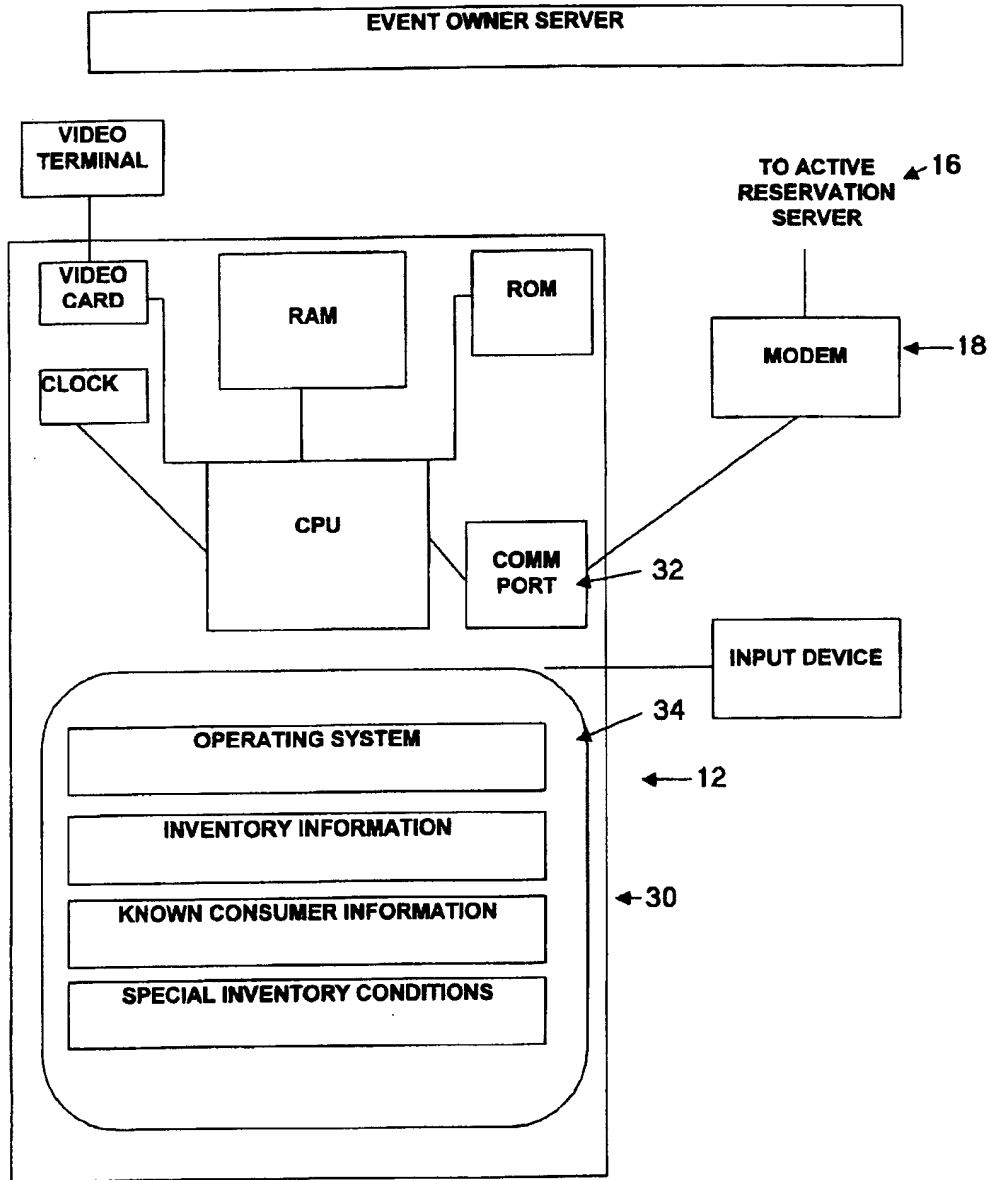 EVENT OWNER SERVER
VIDEO
TERMINAL
TO ACTIVE
RESERVATION
SERVER
16
VIDEO
CARD
RAM
ROM
MODEM
18
CLOCK
CPU
COMM
PORT
32
INPUT DEVICE
34
OPERATING SYSTEM
12
INVENTORY INFORMATION
30
KNOWN CONSUMER INFORMATION
SPECIAL INVENTORY CONDITIONS